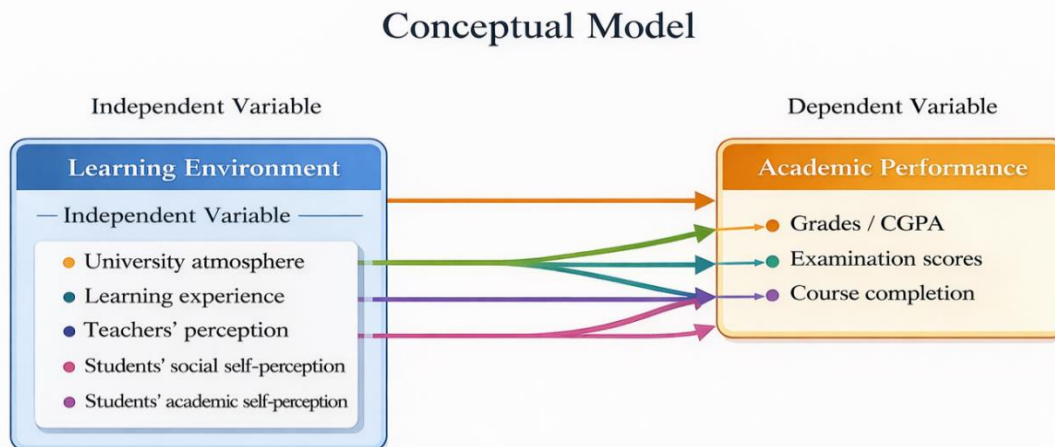 Conceptual Model
Independent Variable
Dependent Variable
Learning Environment
Academic Performance
Independent Variable
University atmosphere
Learning experience
Teachers' perception
Students' social self-perception
Students' academic self-perception
Grades / CGPA
Examination scores
Course completion